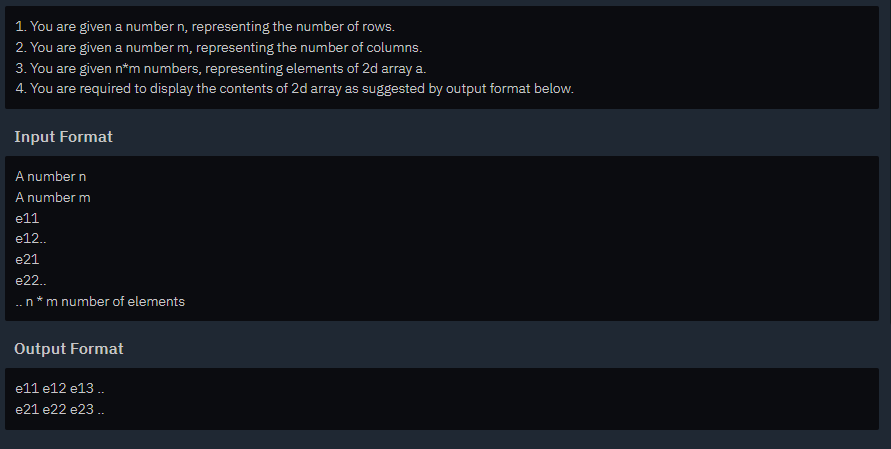 1. You are given a number n, representing the number of rows.
2. You are given a number m, representing the number of columns.
3. You are given n*m numbers, representing elements of 2d array a.
4. You are required to display the contents of 2d array as suggested by output format below.
Input Format
A number n
A number m
e11
e12..
e21
e22..
.. n * m number of elements
Output Format
e11 e12 e13 ..
e21 e22 e23 ..